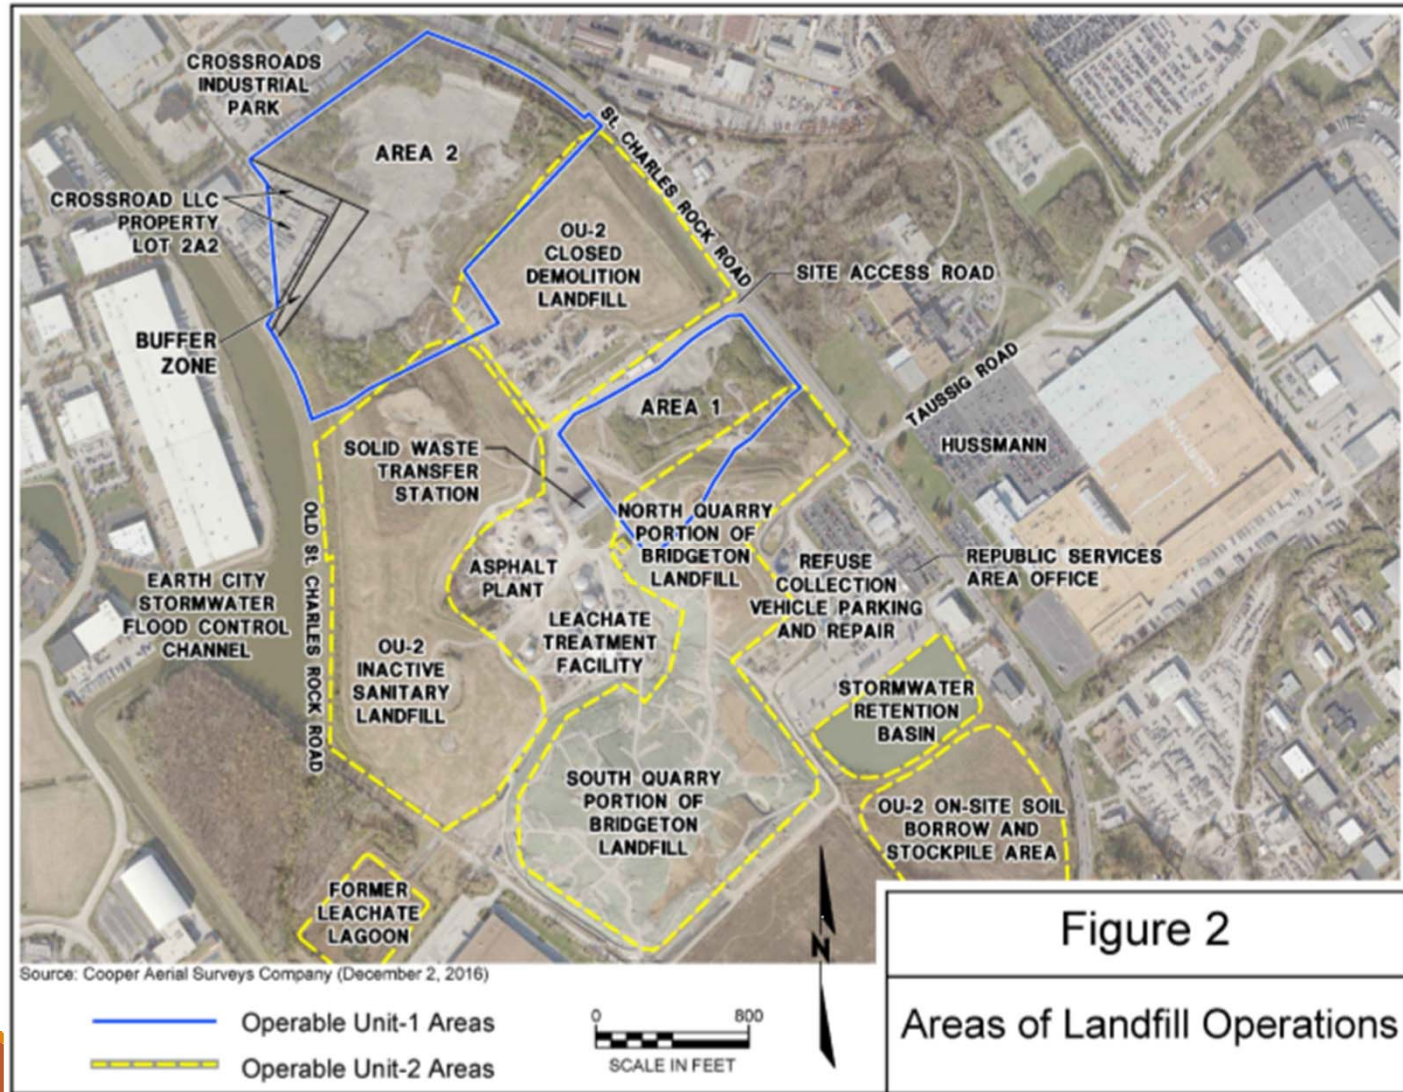 CROSSROADS
INDUSTRIAL
PARK
AREA 2
St. CHARLES ROCK ROAD
CROSSROAD LLC
PROPERTY
LOT 2A2
OU-2
CLOSED
DEMOLITION
LANDFILL
SITE ACCESS ROAD
BUFFER
ZONE
TAUSSIG ROAD
AREA 1
HUSSMANN
SOLID WASTE
TRANSFER
STATION
OLD St. CHARLES ROCK ROAD
NORTH QUARRY
PORTION OF
BRIDGETON
LANDFILL
REFUSE
COLLECTION
VEHICLE PARKING
AND REPAIR
REPUBLIC SERVICES
AREA OFFICE
ASPHALT
PLANT
EARTH CITY
STORMWATER
FLOOD CONTROL
CHANNEL
LEACHATE
TREATMENT
FACILITY
OU-2
INACTIVE
SANITARY
LANDFILL
STORMWATER
RETENTION
BASIN
SOUTH QUARRY
PORTION OF
BRIDGETON
LANDFILL
OU-2 ON-SITE SOIL
BORROW AND
STOCKPILE AREA
FORMER
LEACHATE
LAGOON
N
Source: Cooper Aerial Surveys Company (December 2, 2016)
Operable Unit-1 Areas
Operable Unit-2 Areas
0 800
SCALE IN FEET
Figure 2
Areas of Landfill Operations